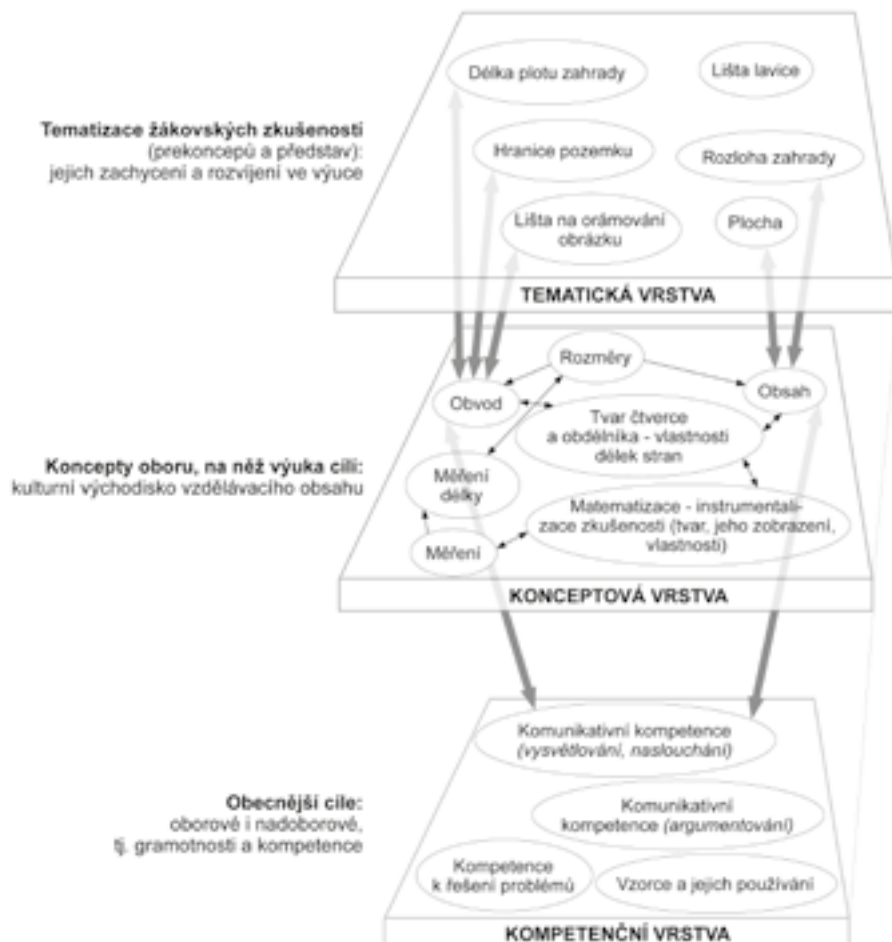 Délka plotu zahrady
Lišta lavice
Tematizace žákovských zkušeností
(prekoncepů a představ):
jejich zachycení a rozvíjení ve výuce
Hranice pozemku
Rozloha zahrady
Lišta na orámování
obrázku
Plocha
TEMATICKÁ VRSTVA
Rozměry
Obvod
Obsah
Tvar čtverce
a obdélníka - vlastnosti
délek stran
Koncepty oboru, na něž výuka cílí:
kulturní východisko vzdělávacího obsahu
Měření
délky
Matematizace - instrumentali-
zace zkušenosti (tvar, jeho zobrazení,
vlastnosti)
Měření
KONCEPTOVÁ VRSTVA
Komunikativní kompetence
(vysvětlování, naslouchání)
Obecnější cíle:
oborové i nadoborové,
tj. gramotnosti a kompetence
Komunikativní
kompetence (argumentování)
Kompetence
k řešení problémů
Vzorce a jejich používání
KOMPETENČNÍ VRSTVA